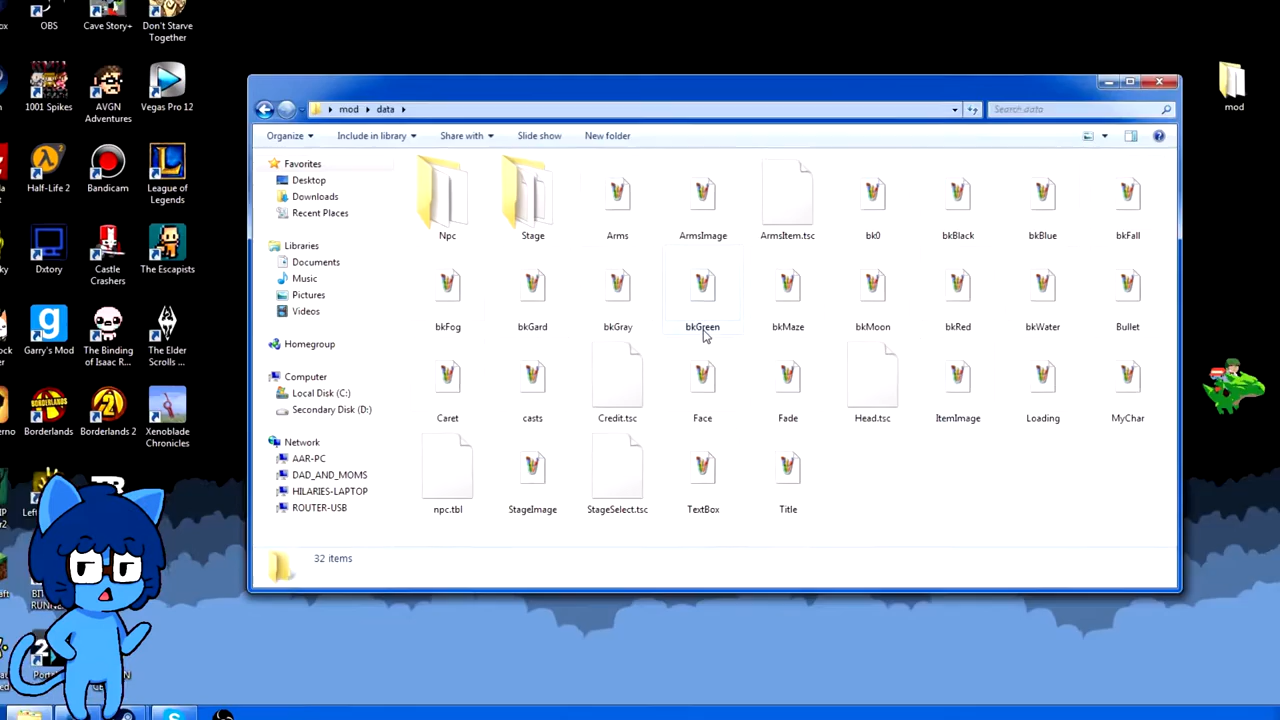 OBS
Cave Story+
Don't Starve
Together
1001 Spikes
AVGN
Adventures
Vegas Pro 12
Half-Life 2
Bandicam
League of
Legends
Dxtory
Castle
Crashers
The Escapists
Garry's Mod
The Binding
of Isaac R...
The Elder
Scrolls ...
Borderlands
Borderlands 2
Xenoblade
Chronicles
mod
mod
data
Search data
Organize
Include in library
Share with
Slide show
New folder
Favorites
Desktop
Downloads
Recent Places
Libraries
Documents
Music
Pictures
Videos
Homegroup
Computer
Local Disk (C:)
Secondary Disk (D:)
Network
AAR-PC
DAD_AND_MOMS
HILARIES-LAPTOP
ROUTER-USB
Npc
Stage
Arms
ArmsImage
ArmsItem.tsc
bk0
bkBlack
bkBlue
bkFall
bkFog
bkGard
bkGray
bkGreen
bkMaze
bkMoon
bkRed
bkWater
Bullet
Caret
casts
Credit.tsc
Face
Fade
Head.tsc
ItemImage
Loading
MyChar
npc.tbl
StageImage
StageSelect.tsc
TextBox
Title
32 items